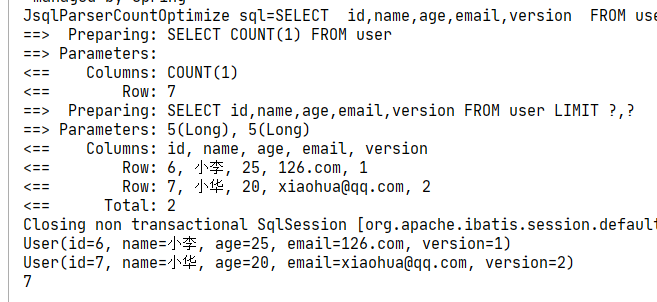 managed by Spring
JsqlParserCountOptimize sql=SELECT  id,name,age,email,version  FROM use
==>  Preparing: SELECT COUNT(1) FROM user
==> Parameters:
<==    Columns: COUNT(1)
<==        Row: 7
==>  Preparing: SELECT id,name,age,email,version FROM user LIMIT ?,?
==> Parameters: 5(Long), 5(Long)
<==    Columns: id, name, age, email, version
<==        Row: 6, 小李, 25, 126.com, 1
<==        Row: 7, 小华, 20, xiaohua@qq.com, 2
<==      Total: 2
Closing non transactional SqlSession [org.apache.ibatis.session.default
User(id=6, name=小李, age=25, email=126.com, version=1)
User(id=7, name=小华, age=20, email=xiaohua@qq.com, version=2)
7